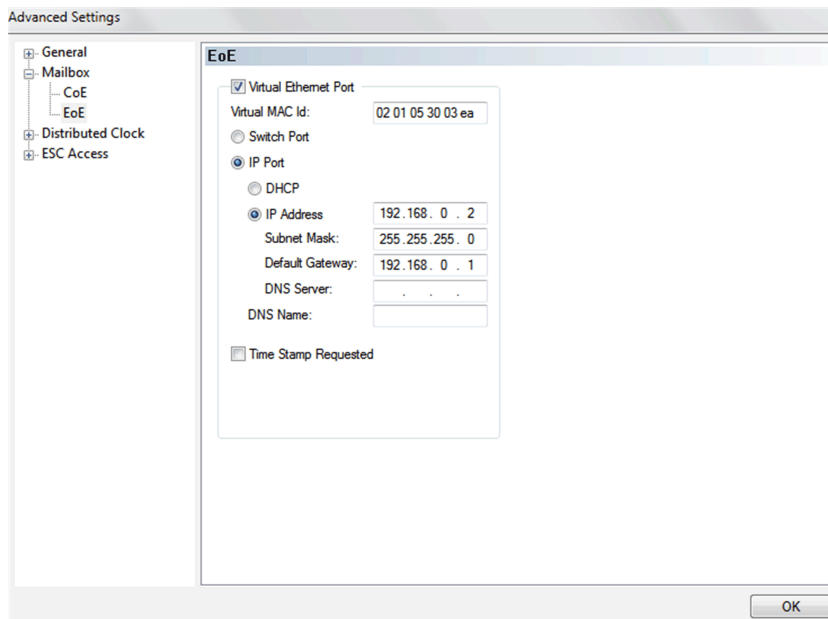 Advanced Settings
General
Mailbox
CoE
EoE
Distributed Clock
ESC Access
EoE
Virtual Ethernet Port
Virtual MAC Id: 02 01 05 30 03 ea
Switch Port
IP Port
DHCP
IP Address 192.168. 0 . 2
Subnet Mask: 255.255.255. 0
Default Gateway: 192.168. 0 . 1
DNS Server: . . .
DNS Name:
Time Stamp Requested
OK